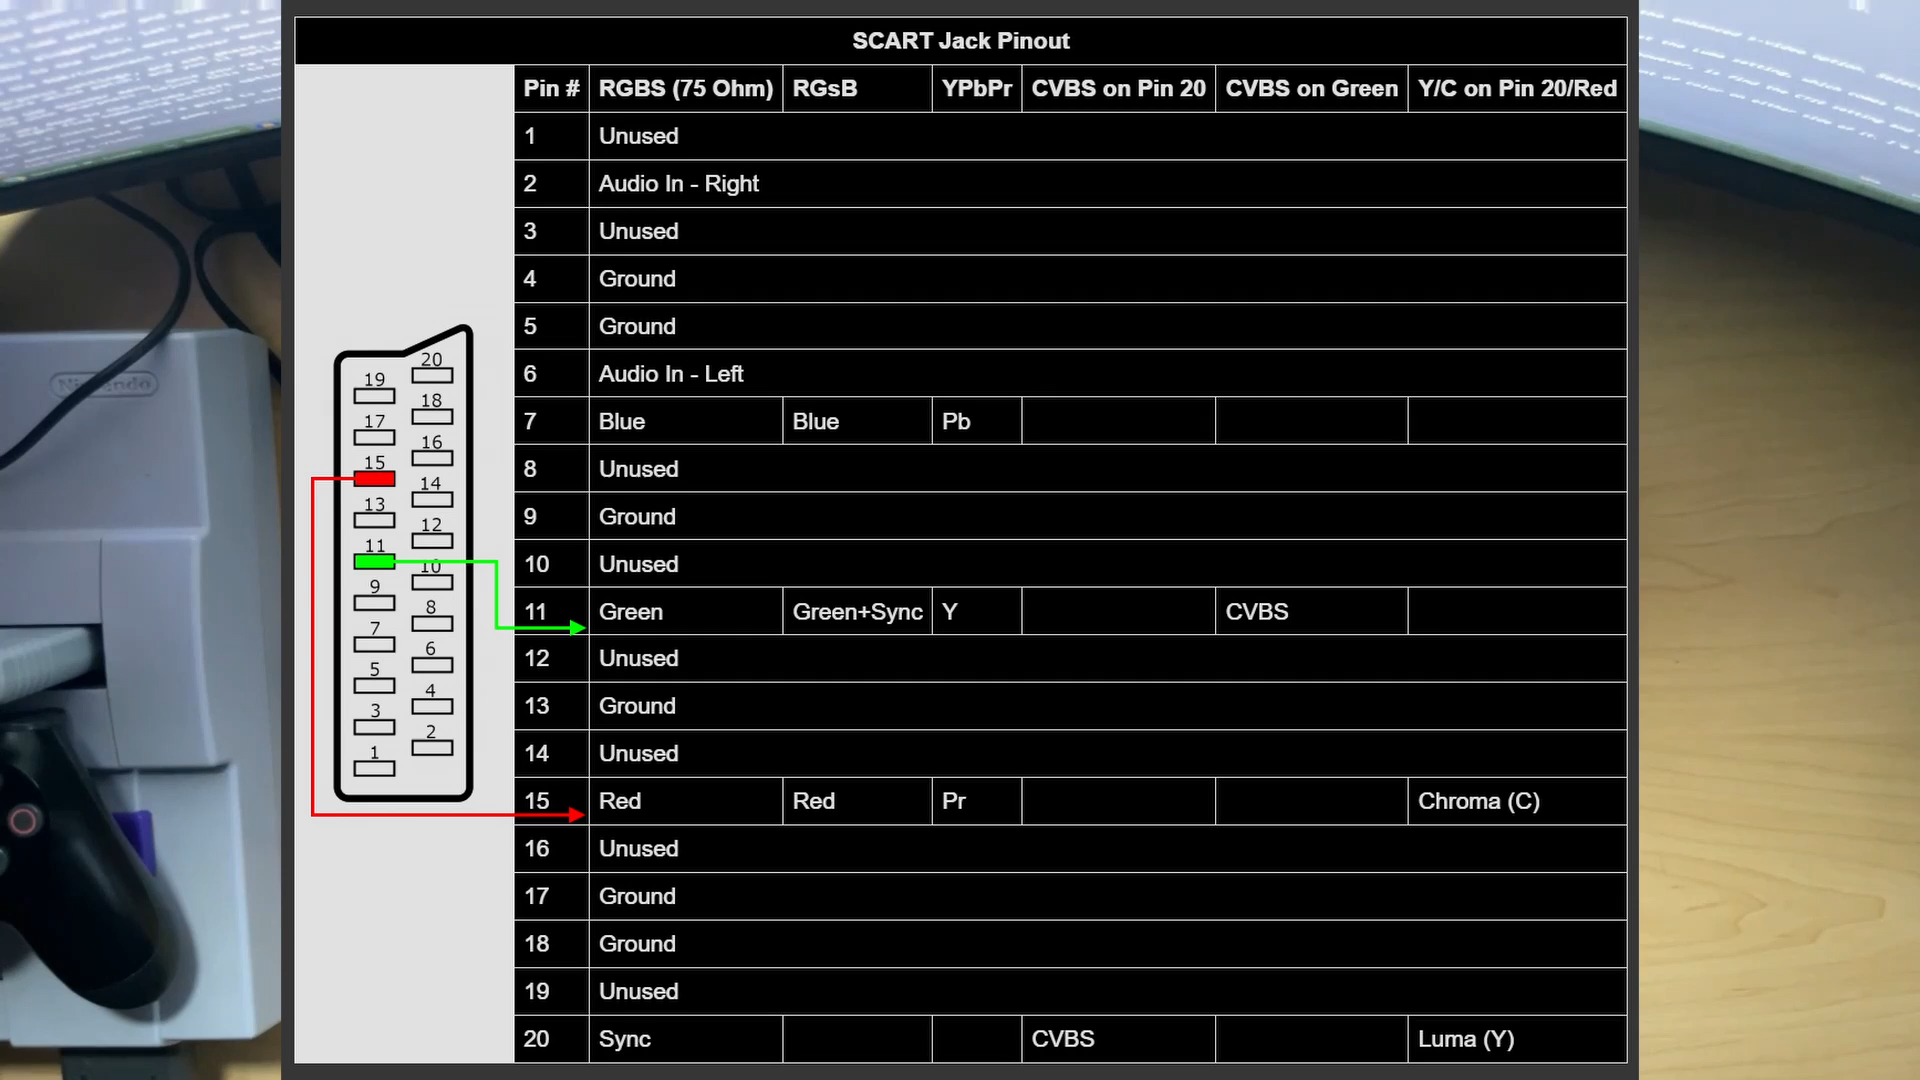 SCART Jack Pinout
Pin # RGBS (75 Ohm) RGsB YPbPr CVBS on Pin 20 CVBS on Green Y/C on Pin 20/Red
1 Unused
2 Audio In - Right
3 Unused
4 Ground
5 Ground
6 Audio In - Left
7 Blue Blue Pb
8 Unused
9 Ground
10 Unused
11 Green Green+Sync Y CVBS
12 Unused
13 Ground
14 Unused
15 Red Red Pr Chroma (C)
16 Unused
17 Ground
18 Ground
19 Unused
20 Sync CVBS Luma (Y)
20
19
18
17
16
15
14
13
12
11
10
9
8
7
6
5
4
3
2
1
Nintendo